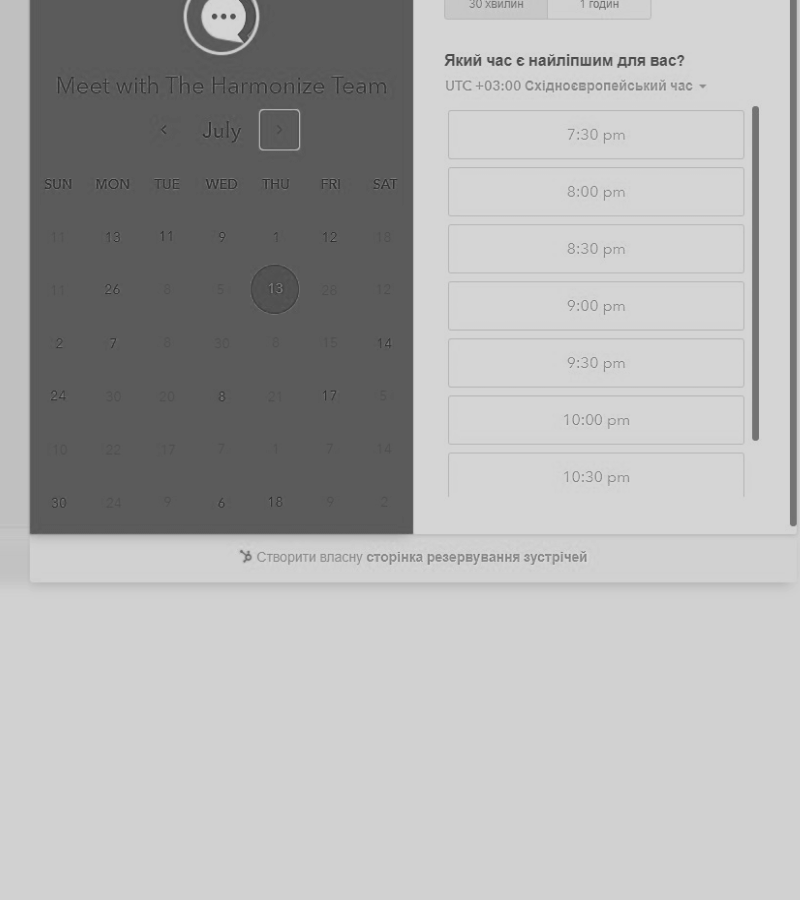 30 хвилин 1 годин
Який час є найліпшим для вас?
UTC +03:00 Східноєвропейський час
Meet with The Harmonize Team
July
SUN MON TUE WED THU FRI SAT
11 13 11 9 1 12 18
11 26 8 5 13 28 12
2 7 8 30 8 15 14
24 30 20 8 21 17 5
10 22 17 7 1 7 14
30 24 9 6 18 9 2
7:30 pm
8:00 pm
8:30 pm
9:00 pm
9:30 pm
10:00 pm
10:30 pm
Створити власну сторінка резервування зустрічей